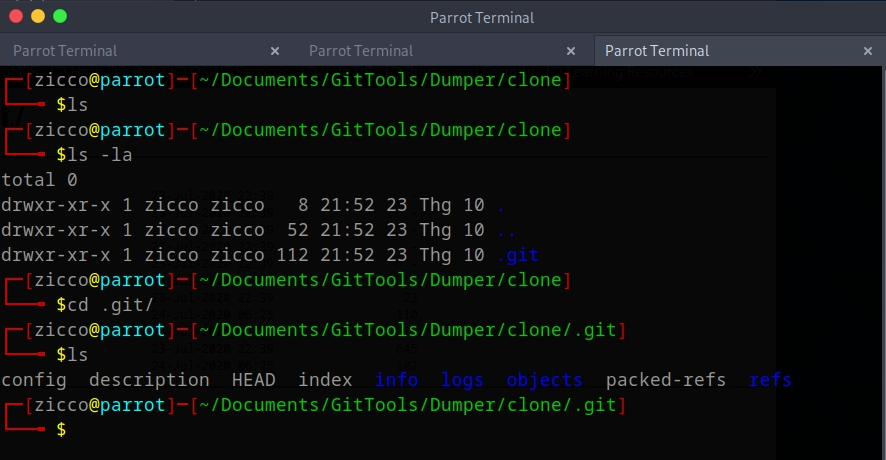 Parrot Terminal
Parrot Terminal × Parrot Terminal × Parrot Terminal ×
┌─[zicco@parrot]─[~/Documents/GitTools/Dumper/clone]
└──╼ $ls
┌─[zicco@parrot]─[~/Documents/GitTools/Dumper/clone]
└──╼ $ls -la
total 0
drwxr-xr-x 1 zicco zicco   8 21:52 23 Thg 10 .
drwxr-xr-x 1 zicco zicco  52 21:52 23 Thg 10 ..
drwxr-xr-x 1 zicco zicco 112 21:52 23 Thg 10 .git
┌─[zicco@parrot]─[~/Documents/GitTools/Dumper/clone]
└──╼ $cd .git/
┌─[zicco@parrot]─[~/Documents/GitTools/Dumper/clone/.git]
└──╼ $ls
config  description  HEAD  index  info  logs  objects  packed-refs  refs
┌─[zicco@parrot]─[~/Documents/GitTools/Dumper/clone/.git]
└──╼ $